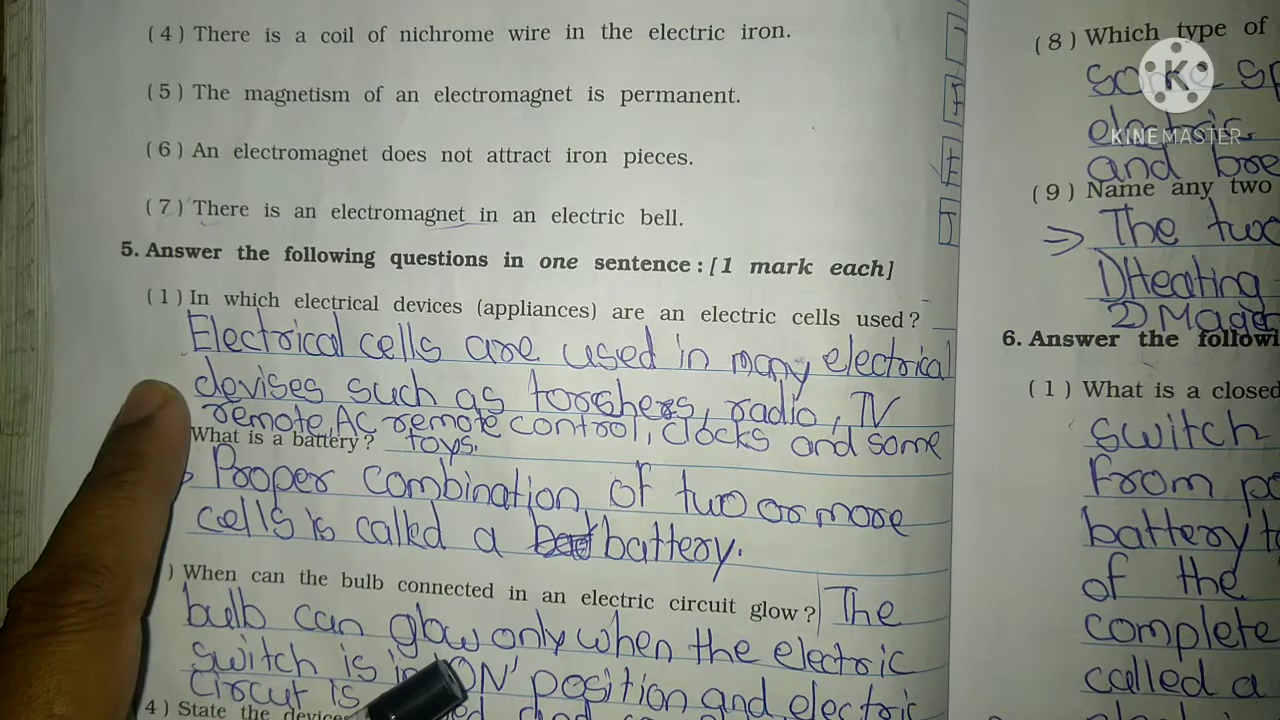 (4) There is a coil of nichrome wire in the electric iron.
(5) The magnetism of an electromagnet is permanent.
(6) An electromagnet does not attract iron pieces.
(7) There is an electromagnet in an electric bell.
5. Answer the following questions in one sentence : [1 mark each]
(1) In which electrical devices (appliances) are an electric cells used ?
Electrical cells are used in many electrical
devises such as torches, radio, TV
remote, AC remote control, clocks and some
toys.
What is a battery ?
Proper combination of two or more
cells is called a battery.
) When can the bulb connected in an electric circuit glow ? The
bulb can glow only when the electric
switch is in 'ON' position and electric
circut is
4) State the devices
(8) Which type of
electric
and
(9) Name any two
⇒ The two
1) Heating
2)
6. Answer the followi
(1) What is a closed
switch
From
battery
of the
complete
called a
KINEMASTER